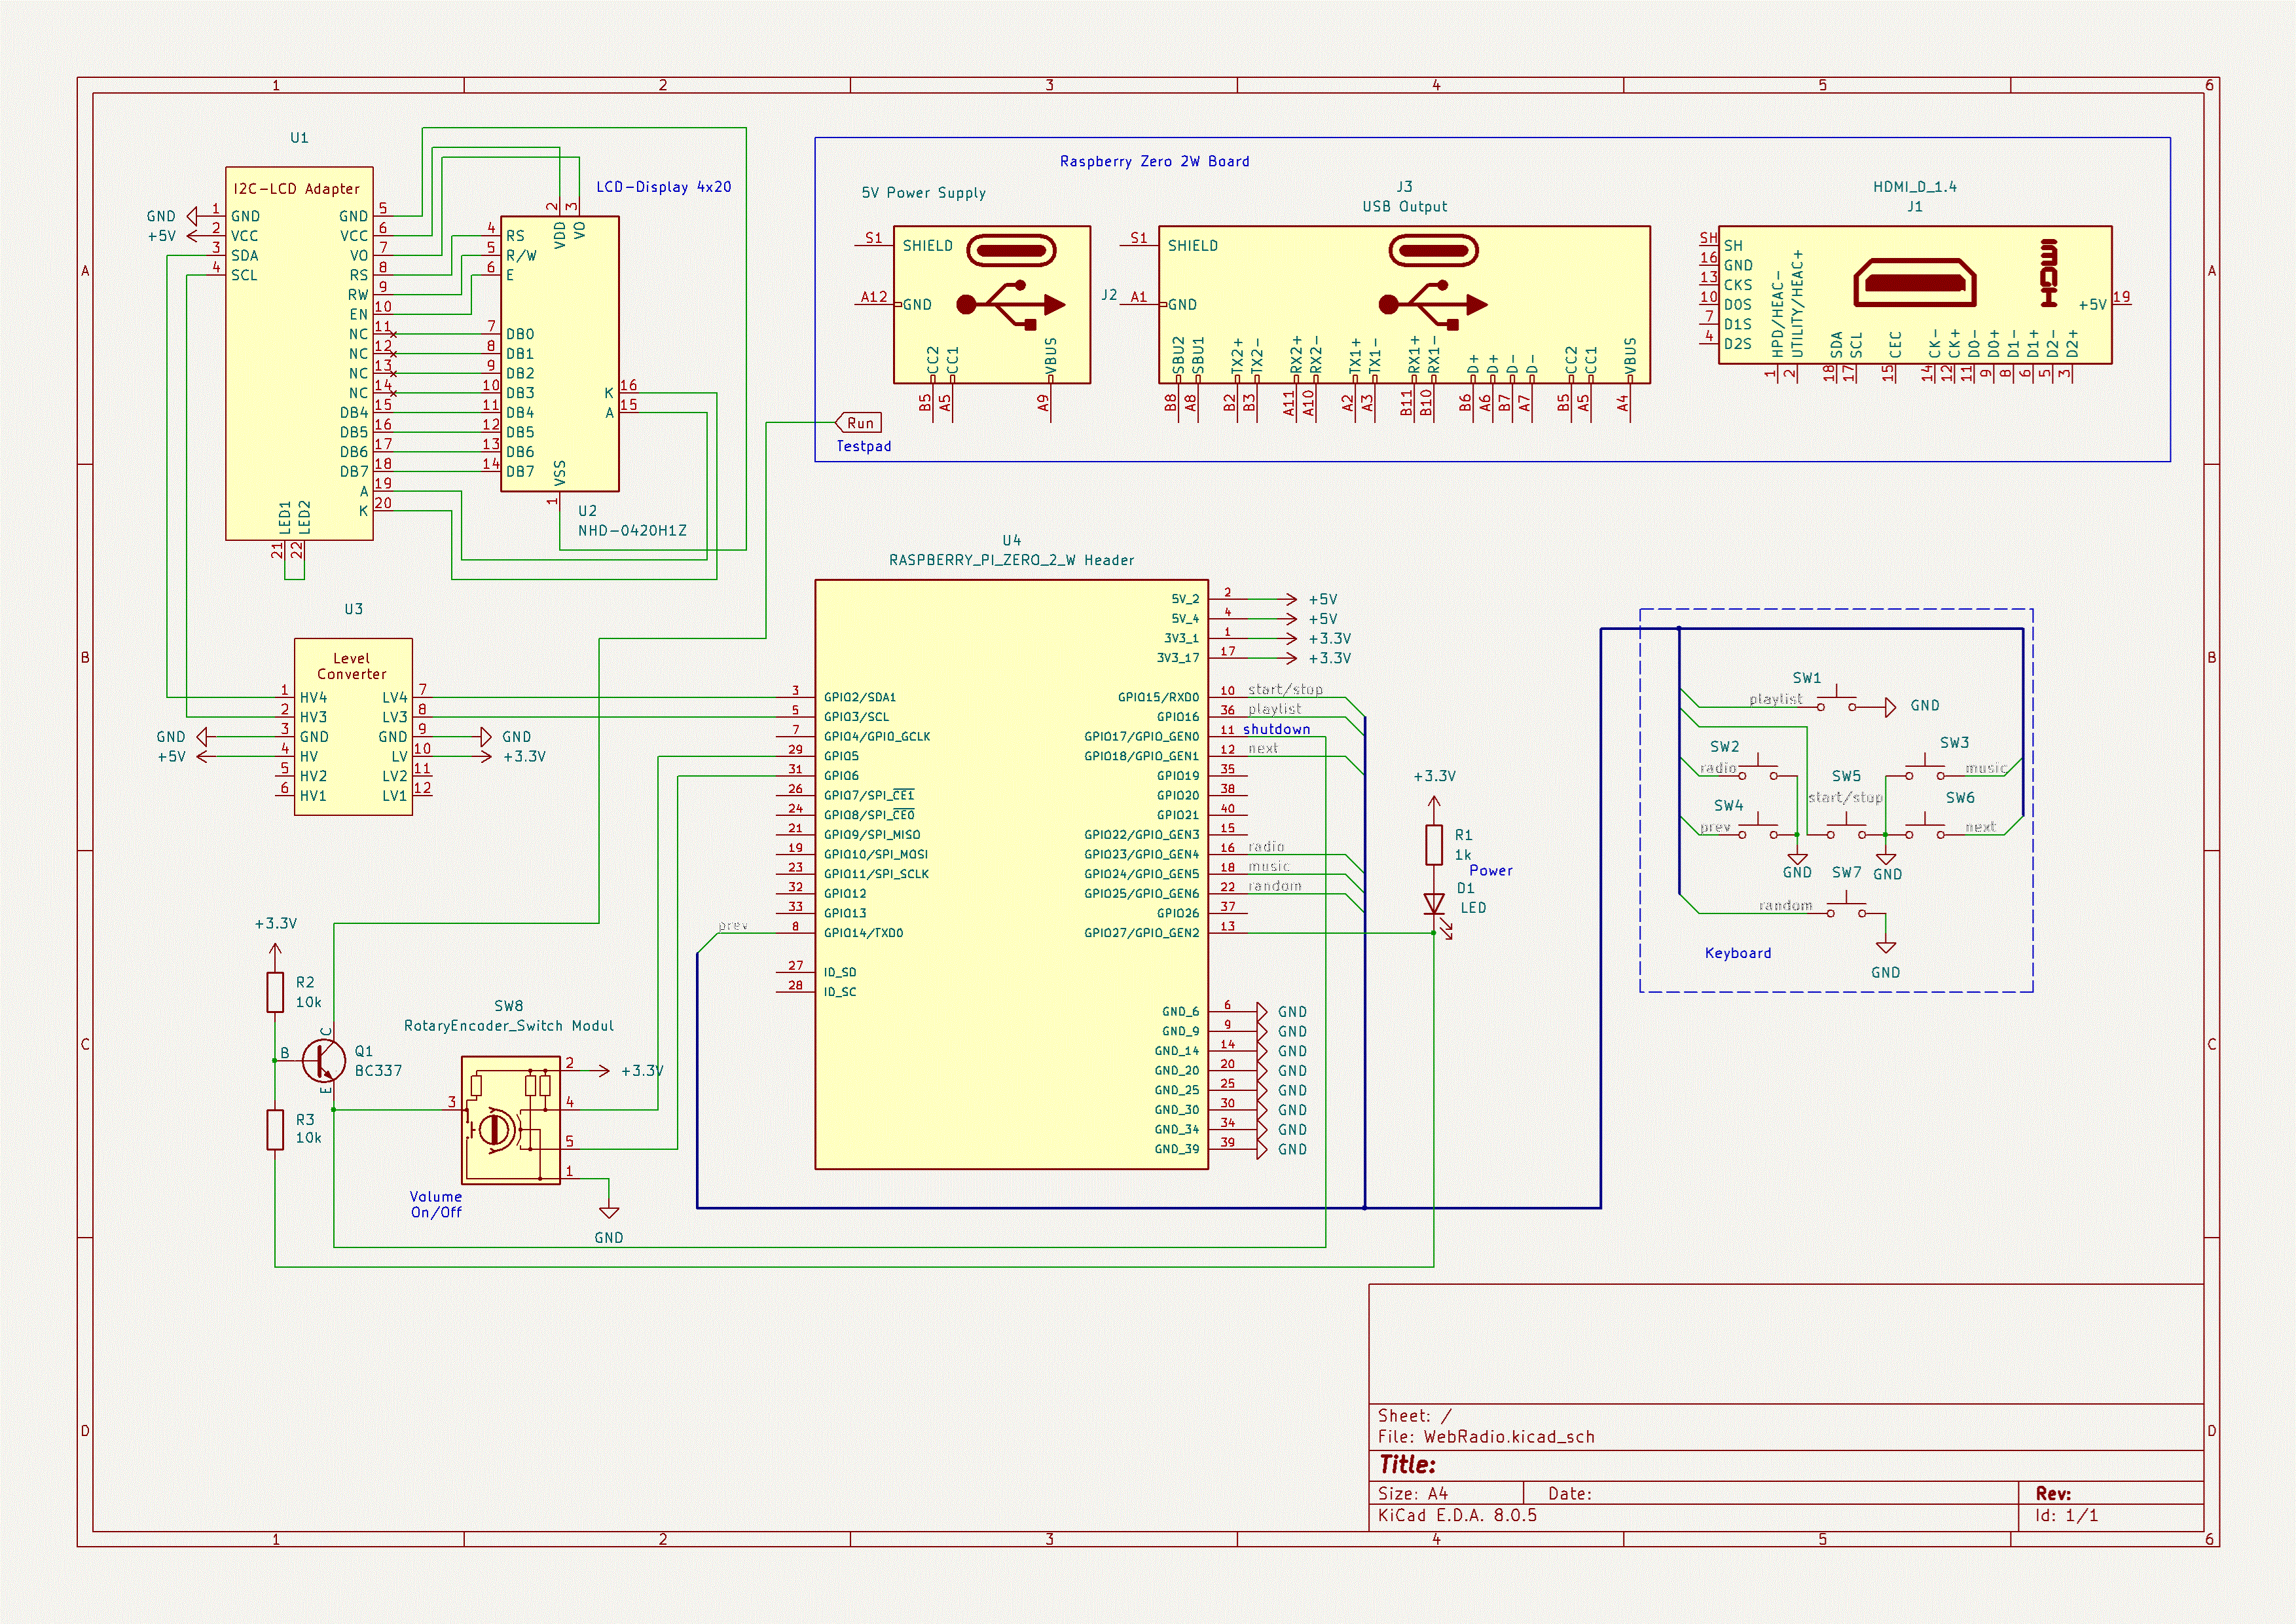 1 2 3 4 5 6
A
B
C
D
U1
I2C-LCD Adapter
GND
+5V
1 GND
2 VCC
3 SDA
4 SCL
GND 5
VCC 6
VO 7
RS 8
RW 9
EN 10
NC 11
NC 12
NC 13
NC 14
DB4 15
DB5 16
DB6 17
DB7 18
A 19
K 20
LED1 LED2
21 22
LCD-Display 4x20
2 3
VDD VO
4 RS
5 R/W
6 E
7 DB0
8 DB1
9 DB2
10 DB3
11 DB4
12 DB5
13 DB6
14 DB7
K 16
A 15
VSS
1
U2
NHD-0420H1Z
Raspberry Zero 2W Board
5V Power Supply
S1 SHIELD
A12 GND
J2
CC2 CC1 VBUS
B5 A5 A9
J3
USB Output
S1 SHIELD
A1 GND
SBU2 SBU1 TX2+ TX2- RX2+ RX2- TX1+ TX1- RX1+ RX1- D+ D+ D- D- CC2 CC1 VBUS
B8 A8 B2 B3 A11 A10 A2 A3 B11 B10 B6 A6 B7 A7 B5 A5 A4
HDMI_D_1.4
J1
SH SH
16 GND
13 CKS
10 D0S
7 D1S
4 D2S
HDMI
+5V 19
HPD/HEAC- UTILITY/HEAC+ SDA SCL CEC CK- CK+ D0- D0+ D1- D1+ D2- D2+
1 2 18 17 15 14 12 11 9 8 6 5 3
Run
Testpad
U3
Level
Converter
1 HV4
2 HV3
GND 3 GND
+5V 4 HV
5 HV2
6 HV1
LV4 7
LV3 8
GND 9 GND
LV 10 +3.3V
LV2 11
LV1 12
U4
RASPBERRY_PI_ZERO_2_W Header
3 GPIO2/SDA1
5 GPIO3/SCL
7 GPIO4/GPIO_GCLK
29 GPIO5
31 GPIO6
26 GPIO7/SPI_CE1
24 GPIO8/SPI_CE0
21 GPIO9/SPI_MISO
19 GPIO10/SPI_MOSI
23 GPIO11/SPI_SCLK
32 GPIO12
33 GPIO13
prev 8 GPIO14/TXD0
27 ID_SD
28 ID_SC
5V_2 2 +5V
5V_4 4 +5V
3V3_1 1 +3.3V
3V3_17 17 +3.3V
GPIO15/RXD0 10 start/stop
GPIO16 36 playlist
GPIO17/GPIO_GEN0 11 shutdown
GPIO18/GPIO_GEN1 12 next
GPIO19 35
GPIO20 38
GPIO21 40
GPIO22/GPIO_GEN3 15
GPIO23/GPIO_GEN4 16 radio
GPIO24/GPIO_GEN5 18 music
GPIO25/GPIO_GEN6 22 random
GPIO26 37
GPIO27/GPIO_GEN2 13
GND_6 6 GND
GND_9 9 GND
GND_14 14 GND
GND_20 20 GND
GND_25 25 GND
GND_30 30 GND
GND_34 34 GND
GND_39 39 GND
+3.3V
R1
1k
Power
D1
LED
SW1
playlist
GND
SW2
radio
SW3
music
SW5
start/stop
SW4
prev
SW6
next
GND
GND
SW7
random
GND
Keyboard
+3.3V
R2
10k
C
B
E
Q1
BC337
R3
10k
SW8
RotaryEncoder_Switch Modul
2 +3.3V
3
4
5
1
GND
Volume
On/Off
Sheet: /
File: WebRadio.kicad_sch
Title:
Size: A4
Date:
Rev:
KiCad E.D.A. 8.0.5
Id: 1/1
A
B
C
D
1 2 3 4 5 6